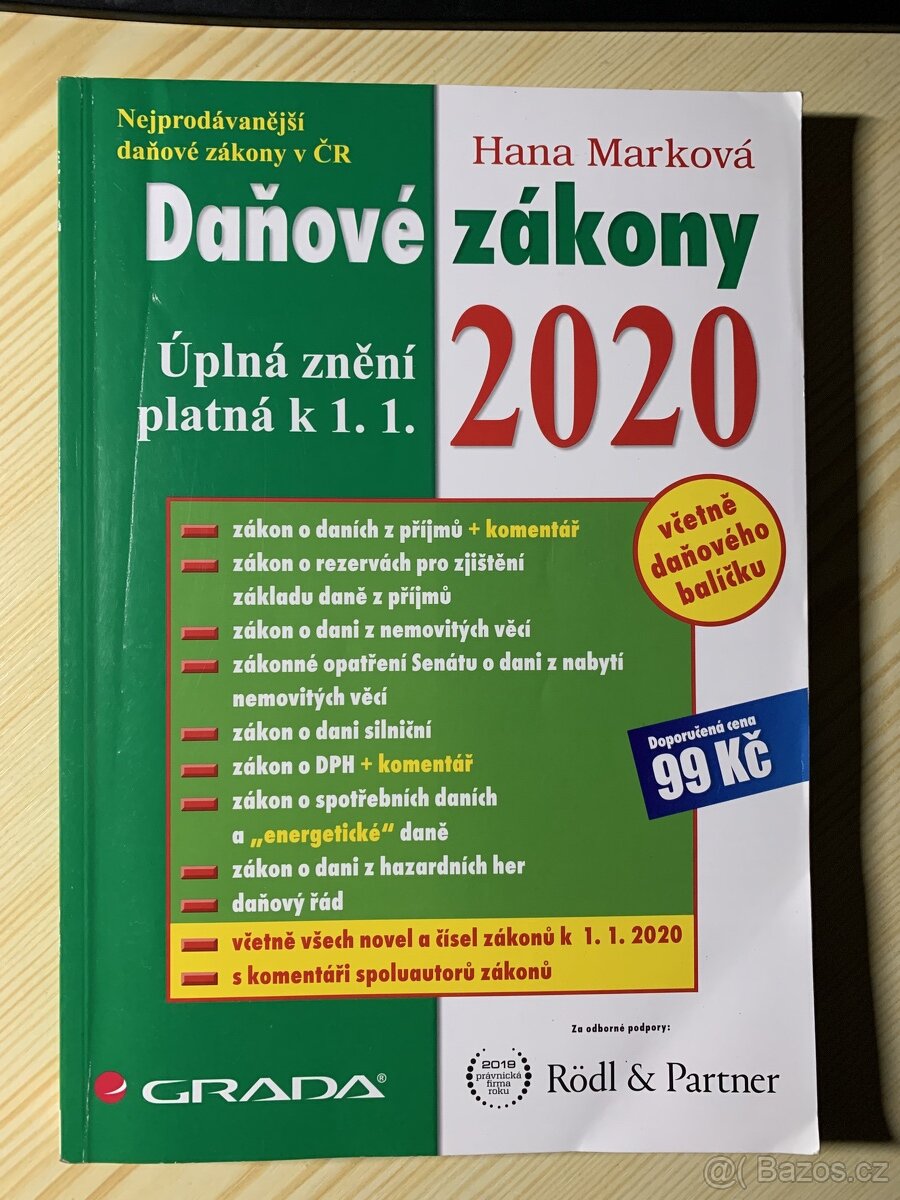 Nejprodávanější
daňové zákony v ČR
Hana Marková
Daňové zákony
2020
Úplná znění
platná k 1. 1.
včetně
daňového
balíčku
zákon o daních z příjmů + komentář
zákon o rezervách pro zjištění
základu daně z příjmů
zákon o dani z nemovitých věcí
zákonné opatření Senátu o dani z nabytí
nemovitých věcí
zákon o dani silniční
zákon o DPH + komentář
zákon o spotřebních daních
a „energetické“ daně
zákon o dani z hazardních her
daňový řád
včetně všech novel a čísel zákonů k 1. 1. 2020
s komentáři spoluautorů zákonů
Doporučená cena
99 Kč
Za odborné podpory:
GRADA®
2019
právnická
firma
roku
Rödl & Partner
@( Bazos.cz